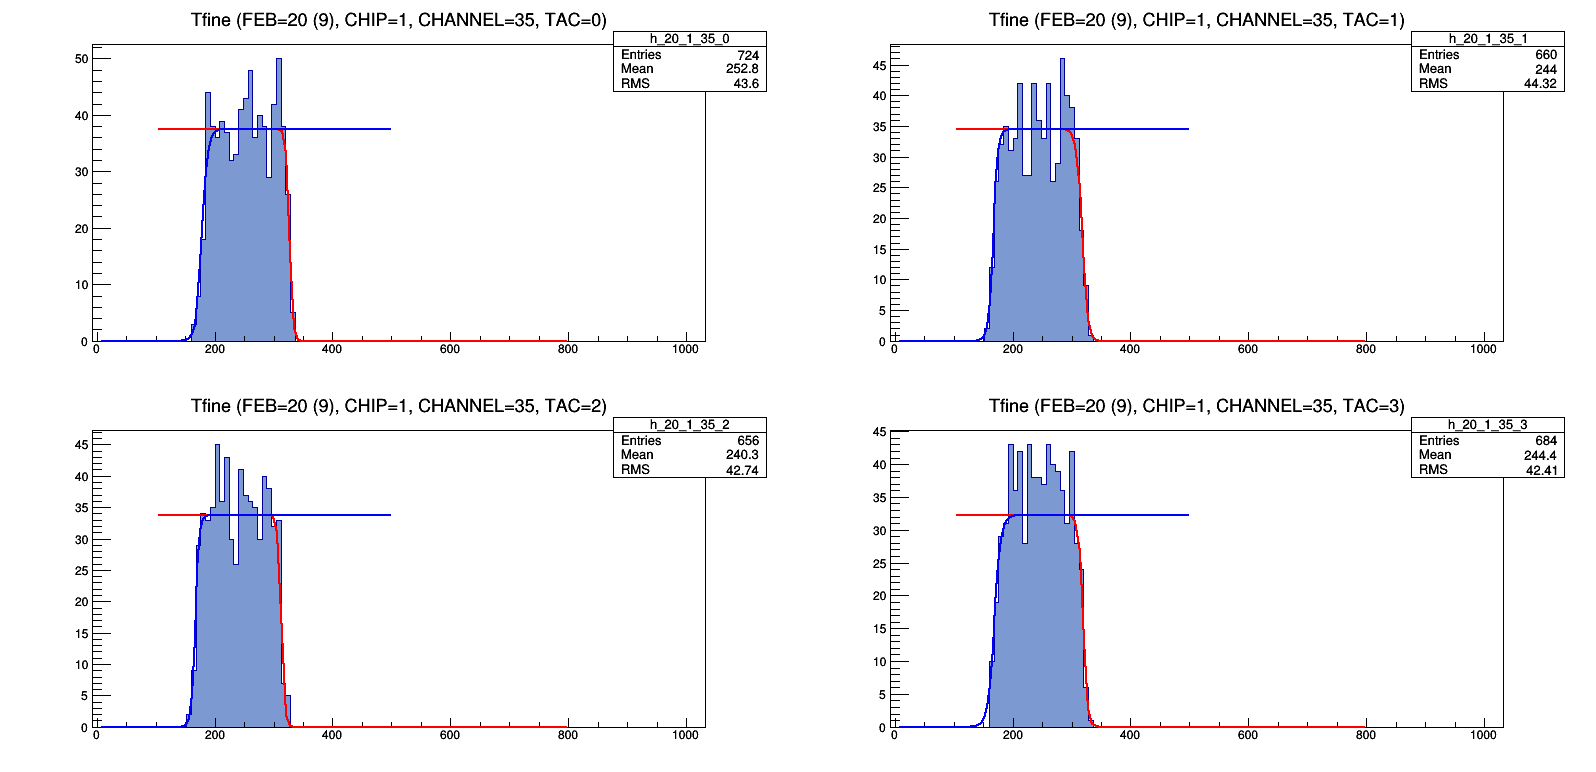 Tfine (FEB=20 (9), CHIP=1, CHANNEL=35, TAC=0)
h_20_1_35_0
Entries 724
Mean 252.8
RMS 43.6
50
40
30
20
10
0
0 200 400 600 800 1000
Tfine (FEB=20 (9), CHIP=1, CHANNEL=35, TAC=1)
h_20_1_35_1
Entries 660
Mean 244
RMS 44.32
45
40
35
30
25
20
15
10
5
0
0 200 400 600 800 1000
Tfine (FEB=20 (9), CHIP=1, CHANNEL=35, TAC=2)
h_20_1_35_2
Entries 656
Mean 240.3
RMS 42.74
45
40
35
30
25
20
15
10
5
0
0 200 400 600 800 1000
Tfine (FEB=20 (9), CHIP=1, CHANNEL=35, TAC=3)
h_20_1_35_3
Entries 684
Mean 244.4
RMS 42.41
45
40
35
30
25
20
15
10
5
0
0 200 400 600 800 1000